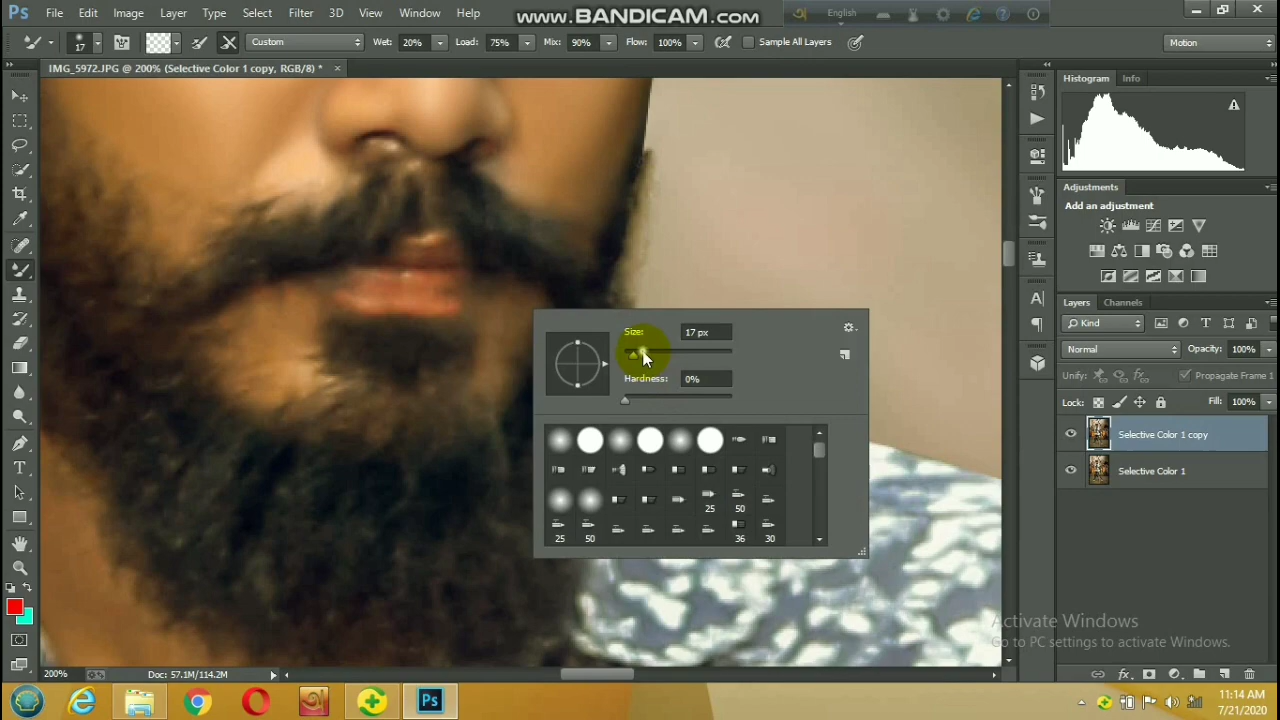 Ps File Edit Image Layer Type Select Filter 3D View Window Help
www.BANDICAM.com
English
17 Custom Wet: 20% Load: 75% Mix: 90% Flow: 100% Sample All Layers Motion
IMG_5972.JPG @ 200% (Selective Color 1 copy, RGB/8) * ×
Histogram Info
Adjustments
Add an adjustment
Layers Channels
Kind
Normal Opacity: 100%
Unify: Propagate Frame 1
Lock: Fill: 100%
Selective Color 1 copy
Selective Color 1
Size: 17 px
Hardness: 0%
25 50
25 50 36 30
Activate Windows
Go to PC settings to activate Windows.
200% Doc: 57.1M/114.2M
Ps
11:14 AM
7/21/2020